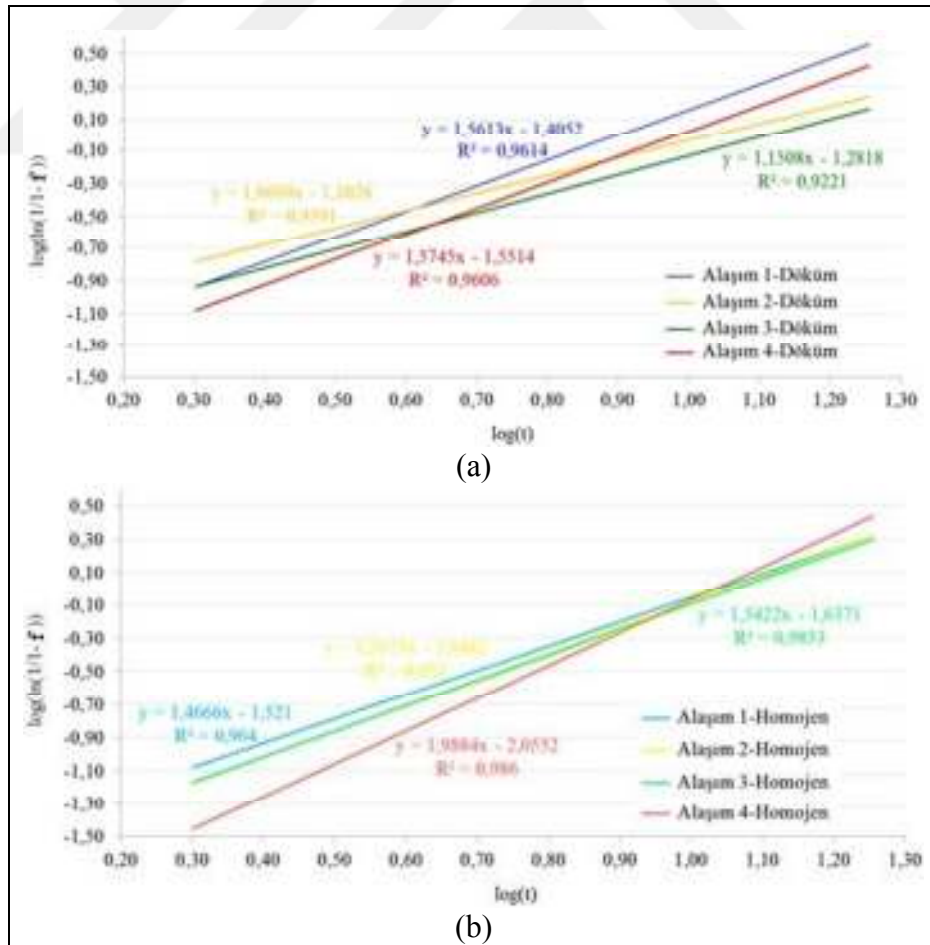 0,50
0,30
0,10
-0,10
-0,30
-0,50
-0,70
-0,90
-1,10
-1,30
-1,50
log(ln(1/1- f))
y = 1,5613x - 1,4052
R² = 0,9614
y = 1,1508x - 1,2818
R² = 0,9221
y = 1,5745x - 1,5514
R² = 0,9606
Alaşım 1-Döküm
Alaşım 2-Döküm
Alaşım 3-Döküm
Alaşım 4-Döküm
0,20 0,30 0,40 0,50 0,60 0,70 0,80 0,90 1,00 1,10 1,20 1,30
log(t)
(a)
0,50
0,30
0,10
-0,10
-0,30
-0,50
-0,70
-0,90
-1,10
-1,30
-1,50
log(ln(1/1- f))
y = 1,5422x - 1,6371
R² = 0,9833
y = 1,4666x - 1,521
R² = 0,964
y = 1,9884x - 2,0552
R² = 0,986
Alaşım 1-Homojen
Alaşım 2-Homojen
Alaşım 3-Homojen
Alaşım 4-Homojen
0,20 0,30 0,40 0,50 0,60 0,70 0,80 0,90 1,00 1,10 1,20 1,30
log(t)
(b)